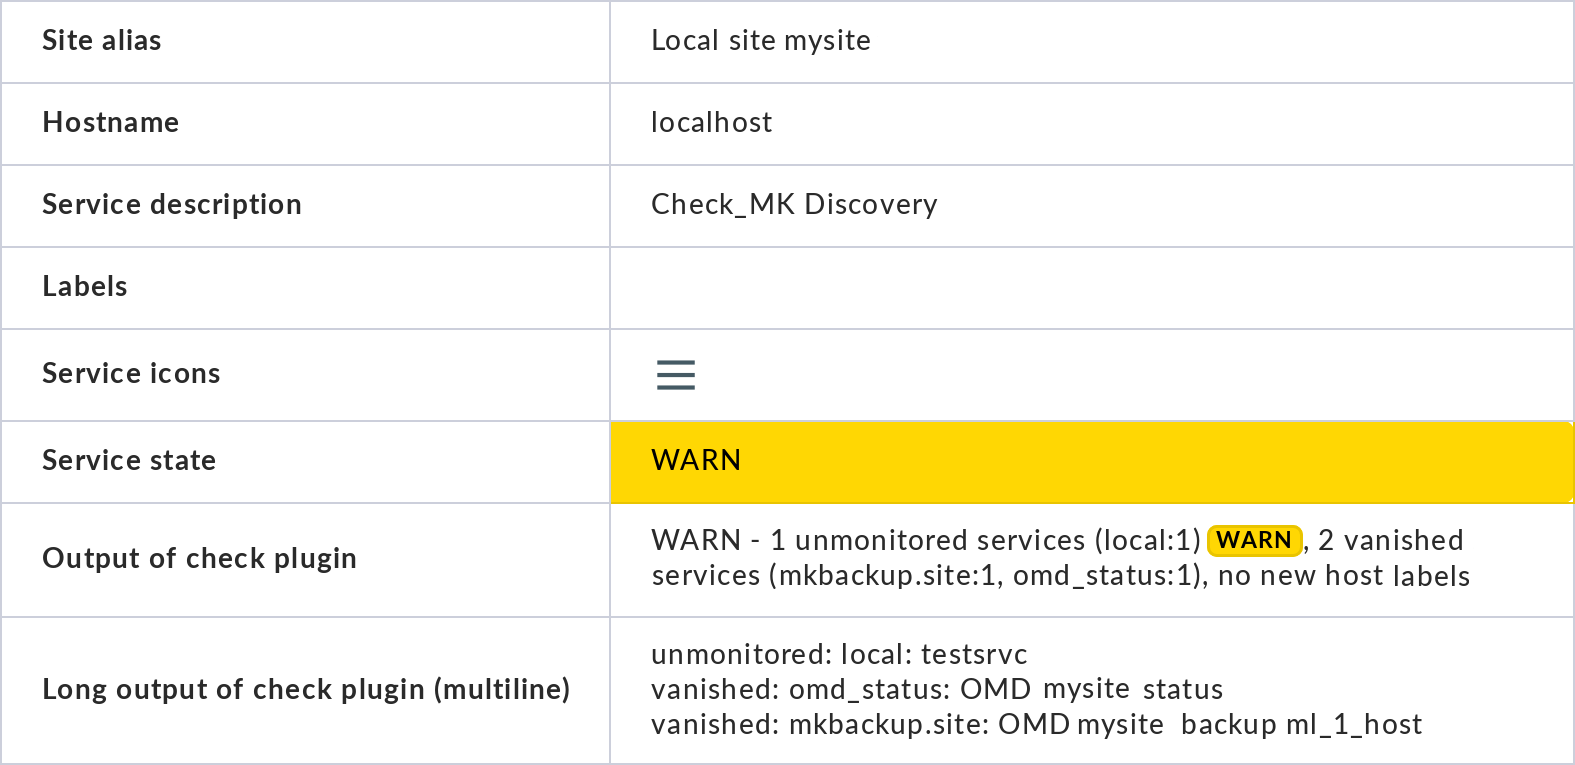 Site alias
Local site mysite
Hostname
localhost
Service description
Check_MK Discovery
Labels
Service icons
Service state
WARN
Output of check plugin
WARN - 1 unmonitored services (local:1) WARN, 2 vanished
services (mkbackup.site:1, omd_status:1), no new host labels
Long output of check plugin (multiline)
unmonitored: local: testsrvc
vanished: omd_status: OMD mysite status
vanished: mkbackup.site: OMD mysite backup ml_1_host